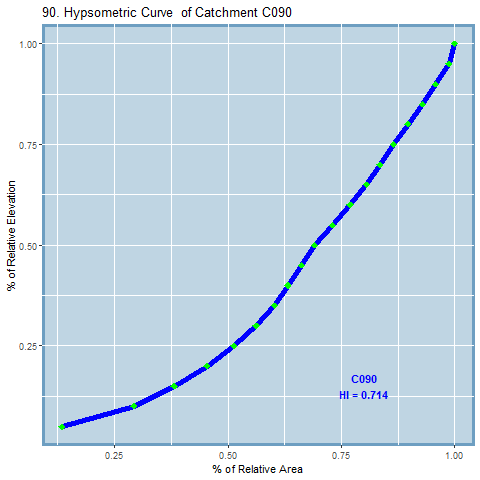 90. Hypsometric Curve  of Catchment C090
% of Relative Elevation
1.00
0.75
0.50
0.25
C090
HI = 0.714
0.25 0.50 0.75 1.00
% of Relative Area